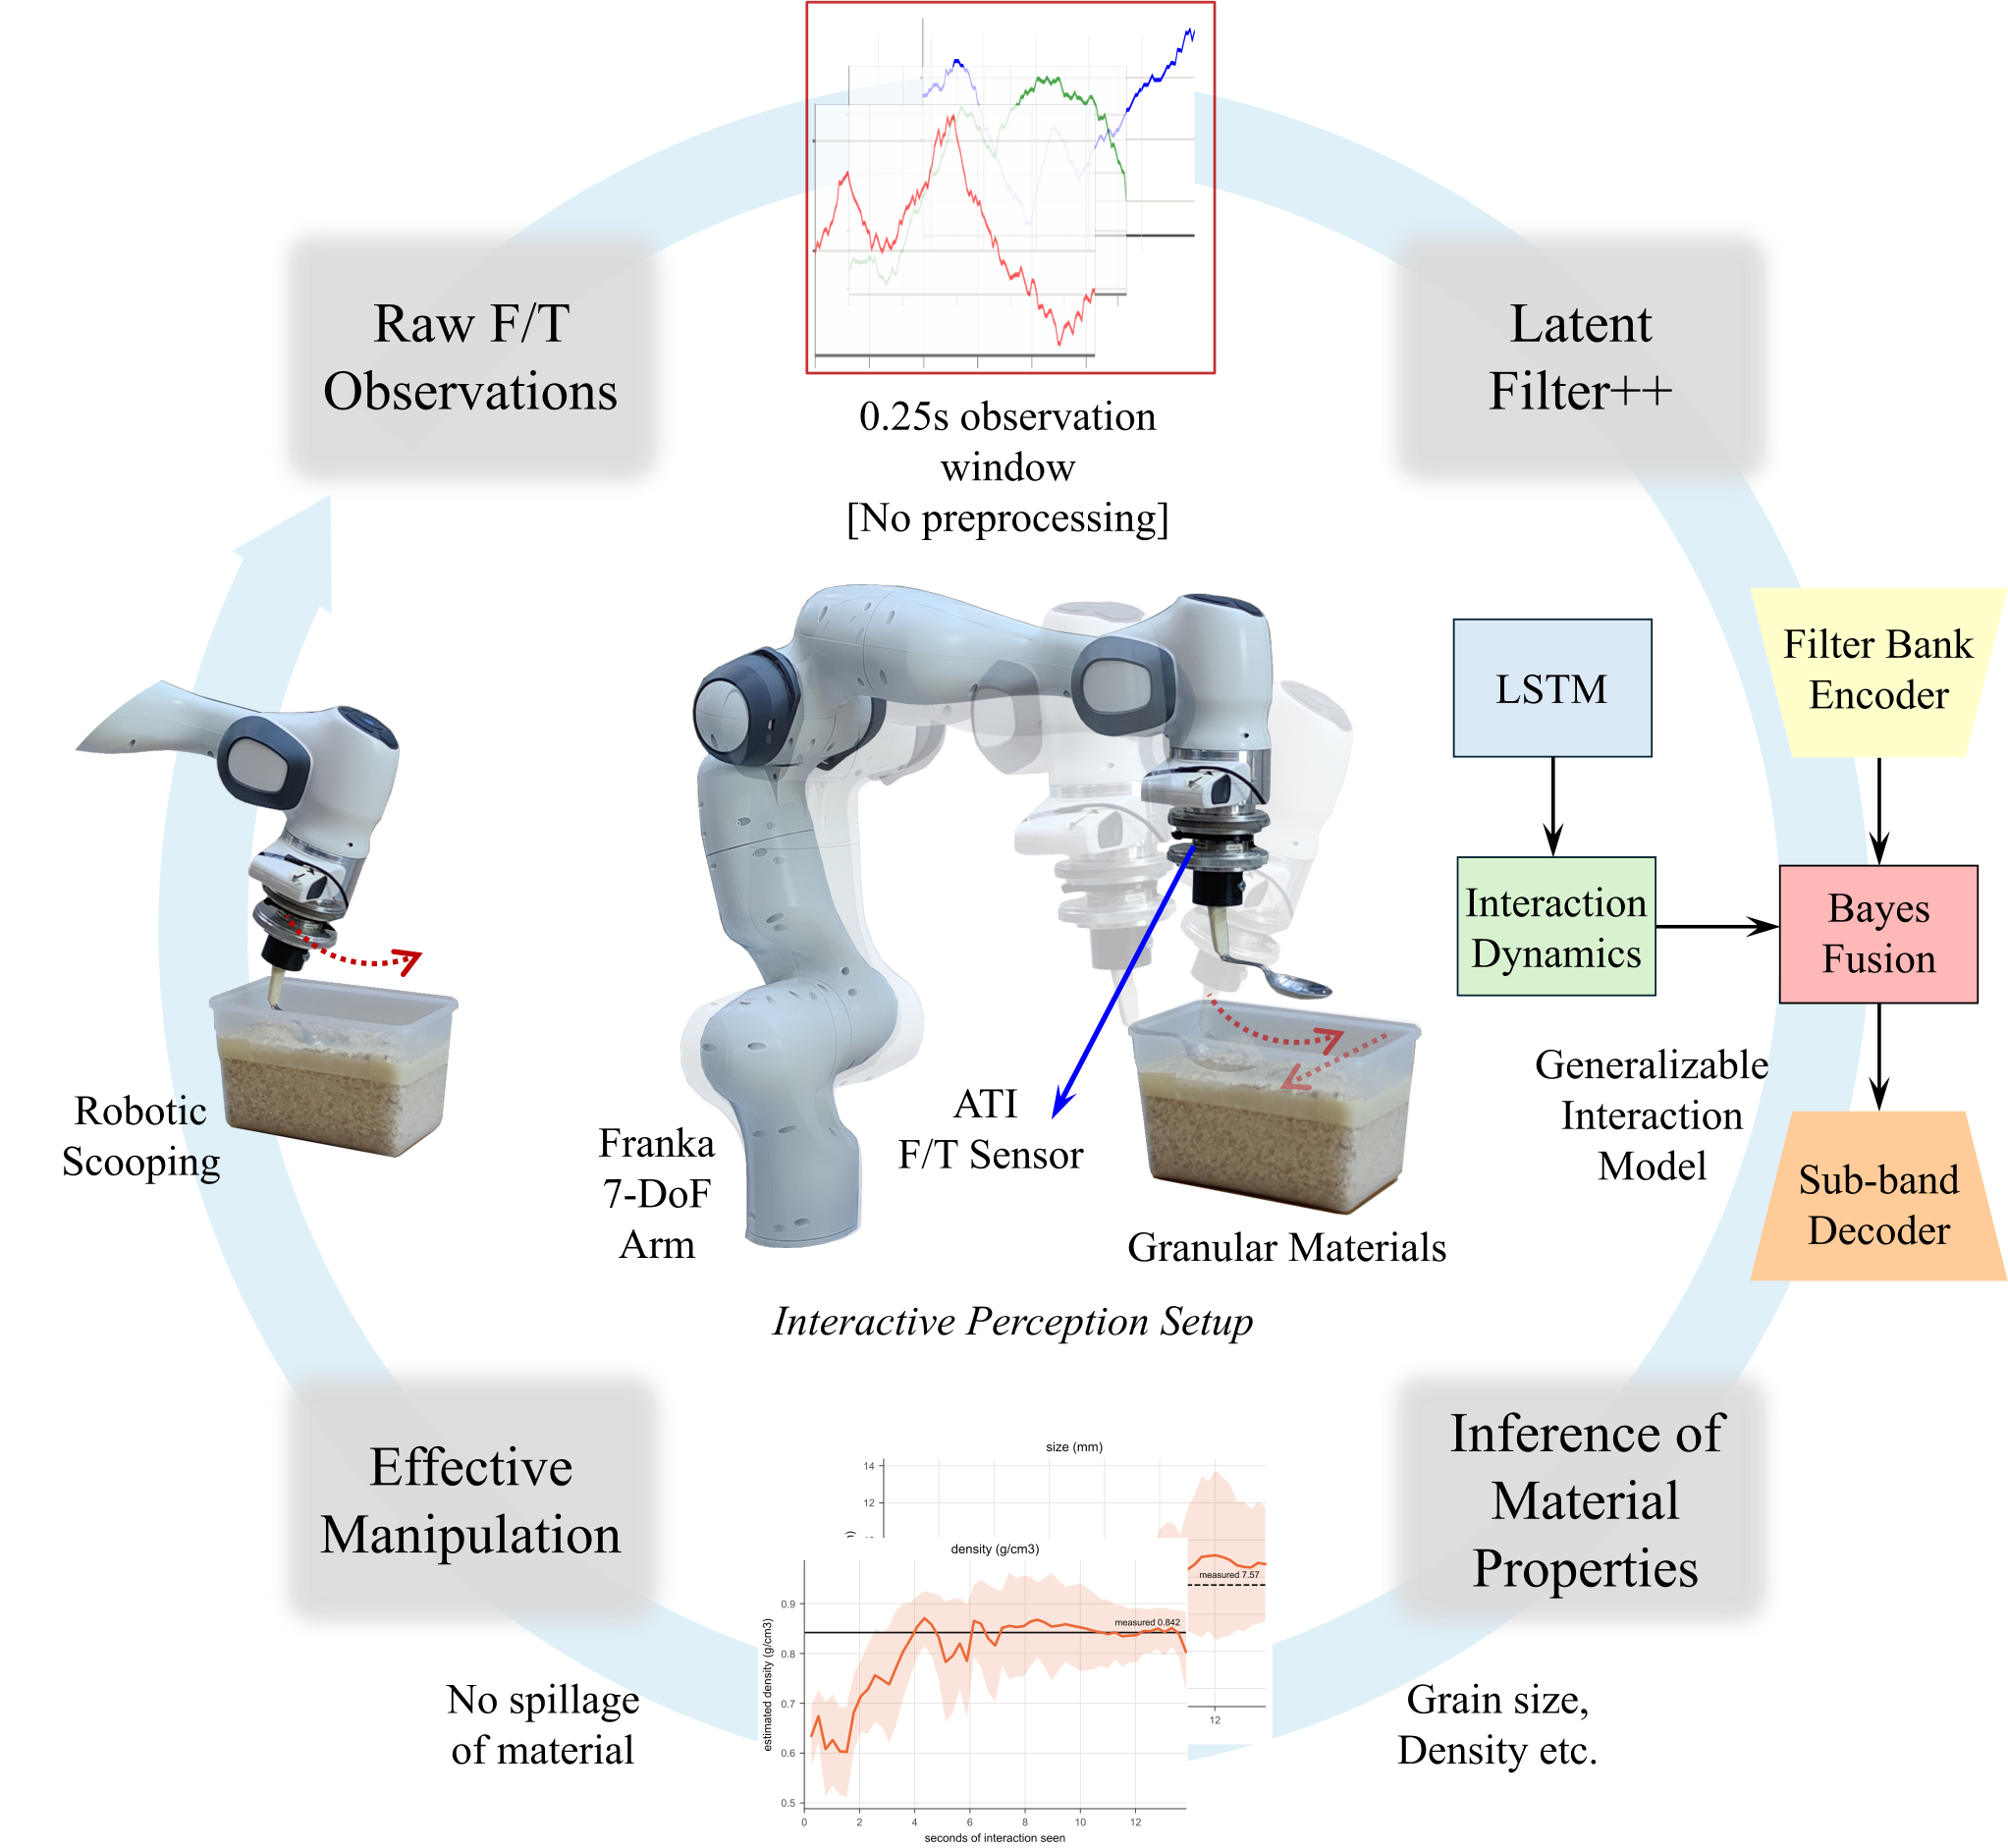 Raw F/T
Observations
0.25s observation
window
[No preprocessing]
Latent
Filter++
LSTM
Filter Bank
Encoder
Interaction
Dynamics
Bayes
Fusion
Generalizable
Interaction
Model
Sub-band
Decoder
Robotic
Scooping
Franka
7-DoF
Arm
ATI
F/T Sensor
Granular Materials
Interactive Perception Setup
Effective
Manipulation
No spillage
of material
Inference of
Material
Properties
Grain size,
Density etc.
size (mm)
14
12
measured 7.57
12
density (g/cm3)
measured 0.842
estimated density (g/cm3)
0.9
0.8
0.7
0.6
0.5
0 2 4 6 8 10 12
seconds of interaction seen